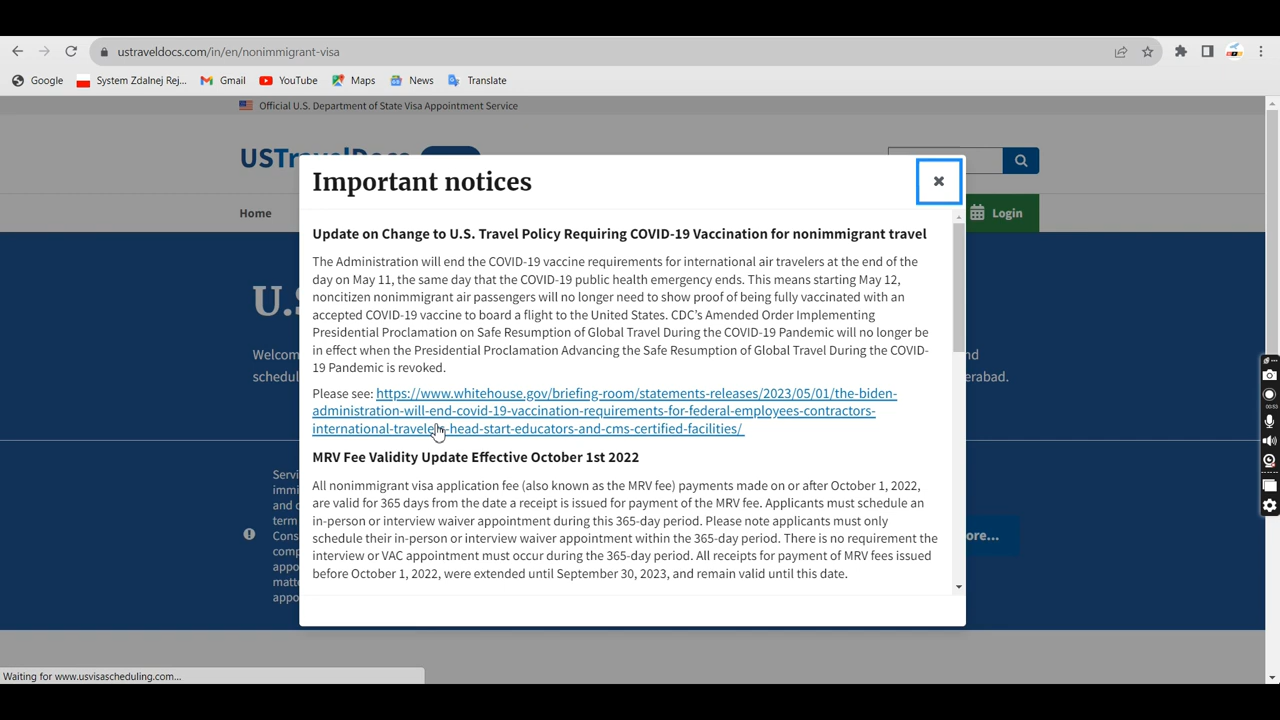 ustraveldocs.com/in/en/nonimmigrant-visa
Google System Zdalnej Rej... Gmail YouTube Maps News Translate
Official U.S. Department of State Visa Appointment Service
Important notices
Home
Login
Update on Change to U.S. Travel Policy Requiring COVID-19 Vaccination for nonimmigrant travel
The Administration will end the COVID-19 vaccine requirements for international air travelers at the end of the
day on May 11, the same day that the COVID-19 public health emergency ends. This means starting May 12,
noncitizen nonimmigrant air passengers will no longer need to show proof of being fully vaccinated with an
accepted COVID-19 vaccine to board a flight to the United States. CDC's Amended Order Implementing
Presidential Proclamation on Safe Resumption of Global Travel During the COVID-19 Pandemic will no longer be
in effect when the Presidential Proclamation Advancing the Safe Resumption of Global Travel During the COVID-
19 Pandemic is revoked.
Please see: https://www.whitehouse.gov/briefing-room/statements-releases/2023/05/01/the-biden-
administration-will-end-covid-19-vaccination-requirements-for-federal-employees-contractors-
international-travelers-head-start-educators-and-cms-certified-facilities/
MRV Fee Validity Update Effective October 1st 2022
All nonimmigrant visa application fee (also known as the MRV fee) payments made on or after October 1, 2022,
are valid for 365 days from the date a receipt is issued for payment of the MRV fee. Applicants must schedule an
in-person or interview waiver appointment during this 365-day period. Please note applicants must only
schedule their in-person or interview waiver appointment within the 365-day period. There is no requirement the
interview or VAC appointment must occur during the 365-day period. All receipts for payment of MRV fees issued
before October 1, 2022, were extended until September 30, 2023, and remain valid until this date.
Waiting for www.usvisascheduling.com...